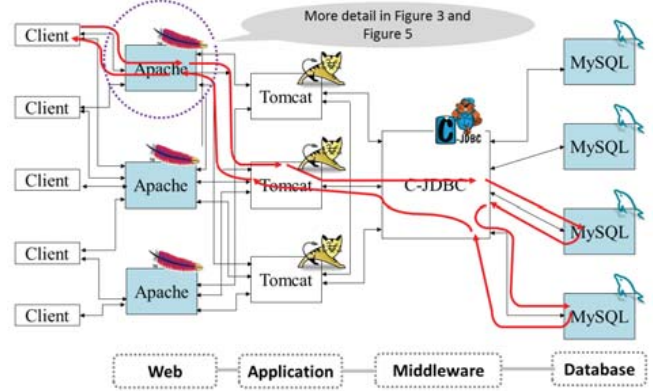 More detail in Figure 3 and
Figure 5
Client
Client
Client
Client
Client
Apache
Apache
Apache
Tomcat
Tomcat
Tomcat
C-JDBC
C-JDBC
MySQL
MySQL
MySQL
MySQL
Web
Application
Middleware
Database